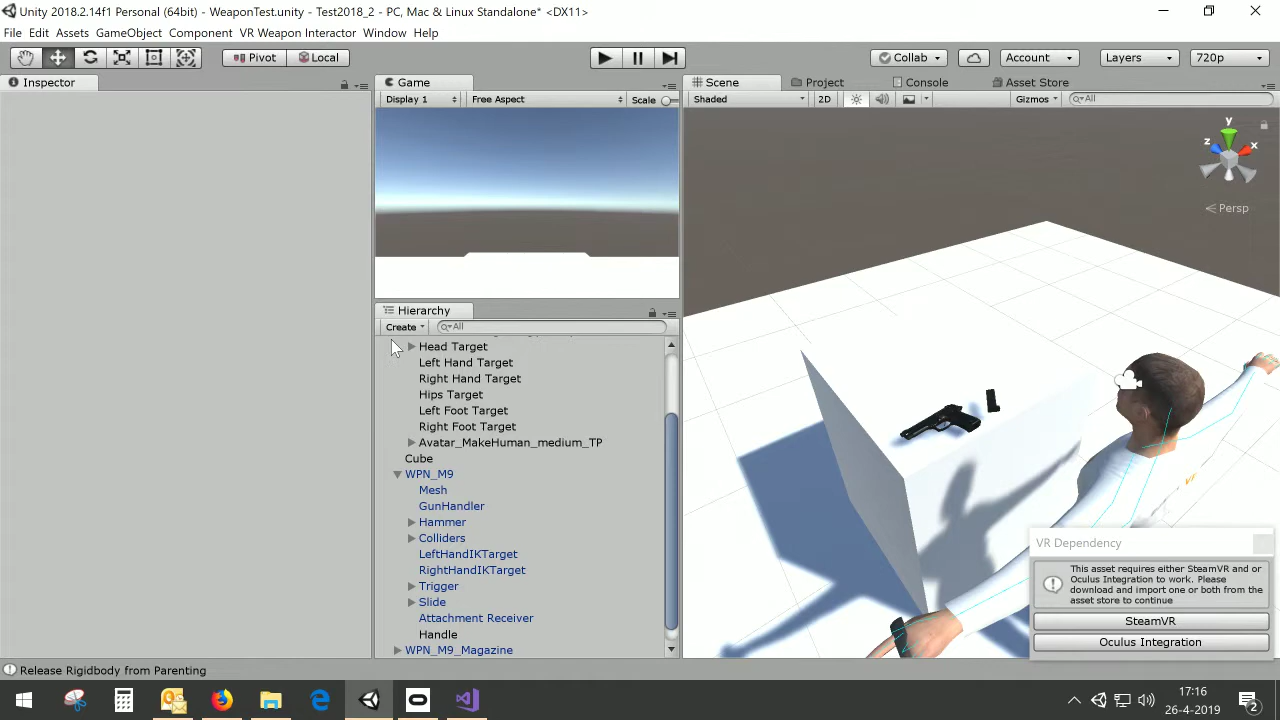 Unity 2018.2.14f1 Personal (64bit) - WeaponTest.unity - Test2018_2 - PC, Mac & Linux Standalone* <DX11>
File Edit Assets GameObject Component VR Weapon Interactor Window Help
Pivot Local Collab Account Layers 720p
Inspector
Game
Display 1 Free Aspect Scale
Scene Project Console Asset Store
Shaded 2D Gizmos All
y
z x
Persp
Hierarchy
Create All
Head Target
Left Hand Target
Right Hand Target
Hips Target
Left Foot Target
Right Foot Target
Avatar_MakeHuman_medium_TP
Cube
WPN_M9
Mesh
GunHandler
Hammer
Colliders
LeftHandIKTarget
RightHandIKTarget
Trigger
Slide
Attachment Receiver
Handle
WPN_M9_Magazine
VR Dependency
This asset requires either SteamVR and or
Oculus Integration to work. Please
download and import one or both from the
asset store to continue
SteamVR
Oculus Integration
Release Rigidbody from Parenting
17:16
26-4-2019
2